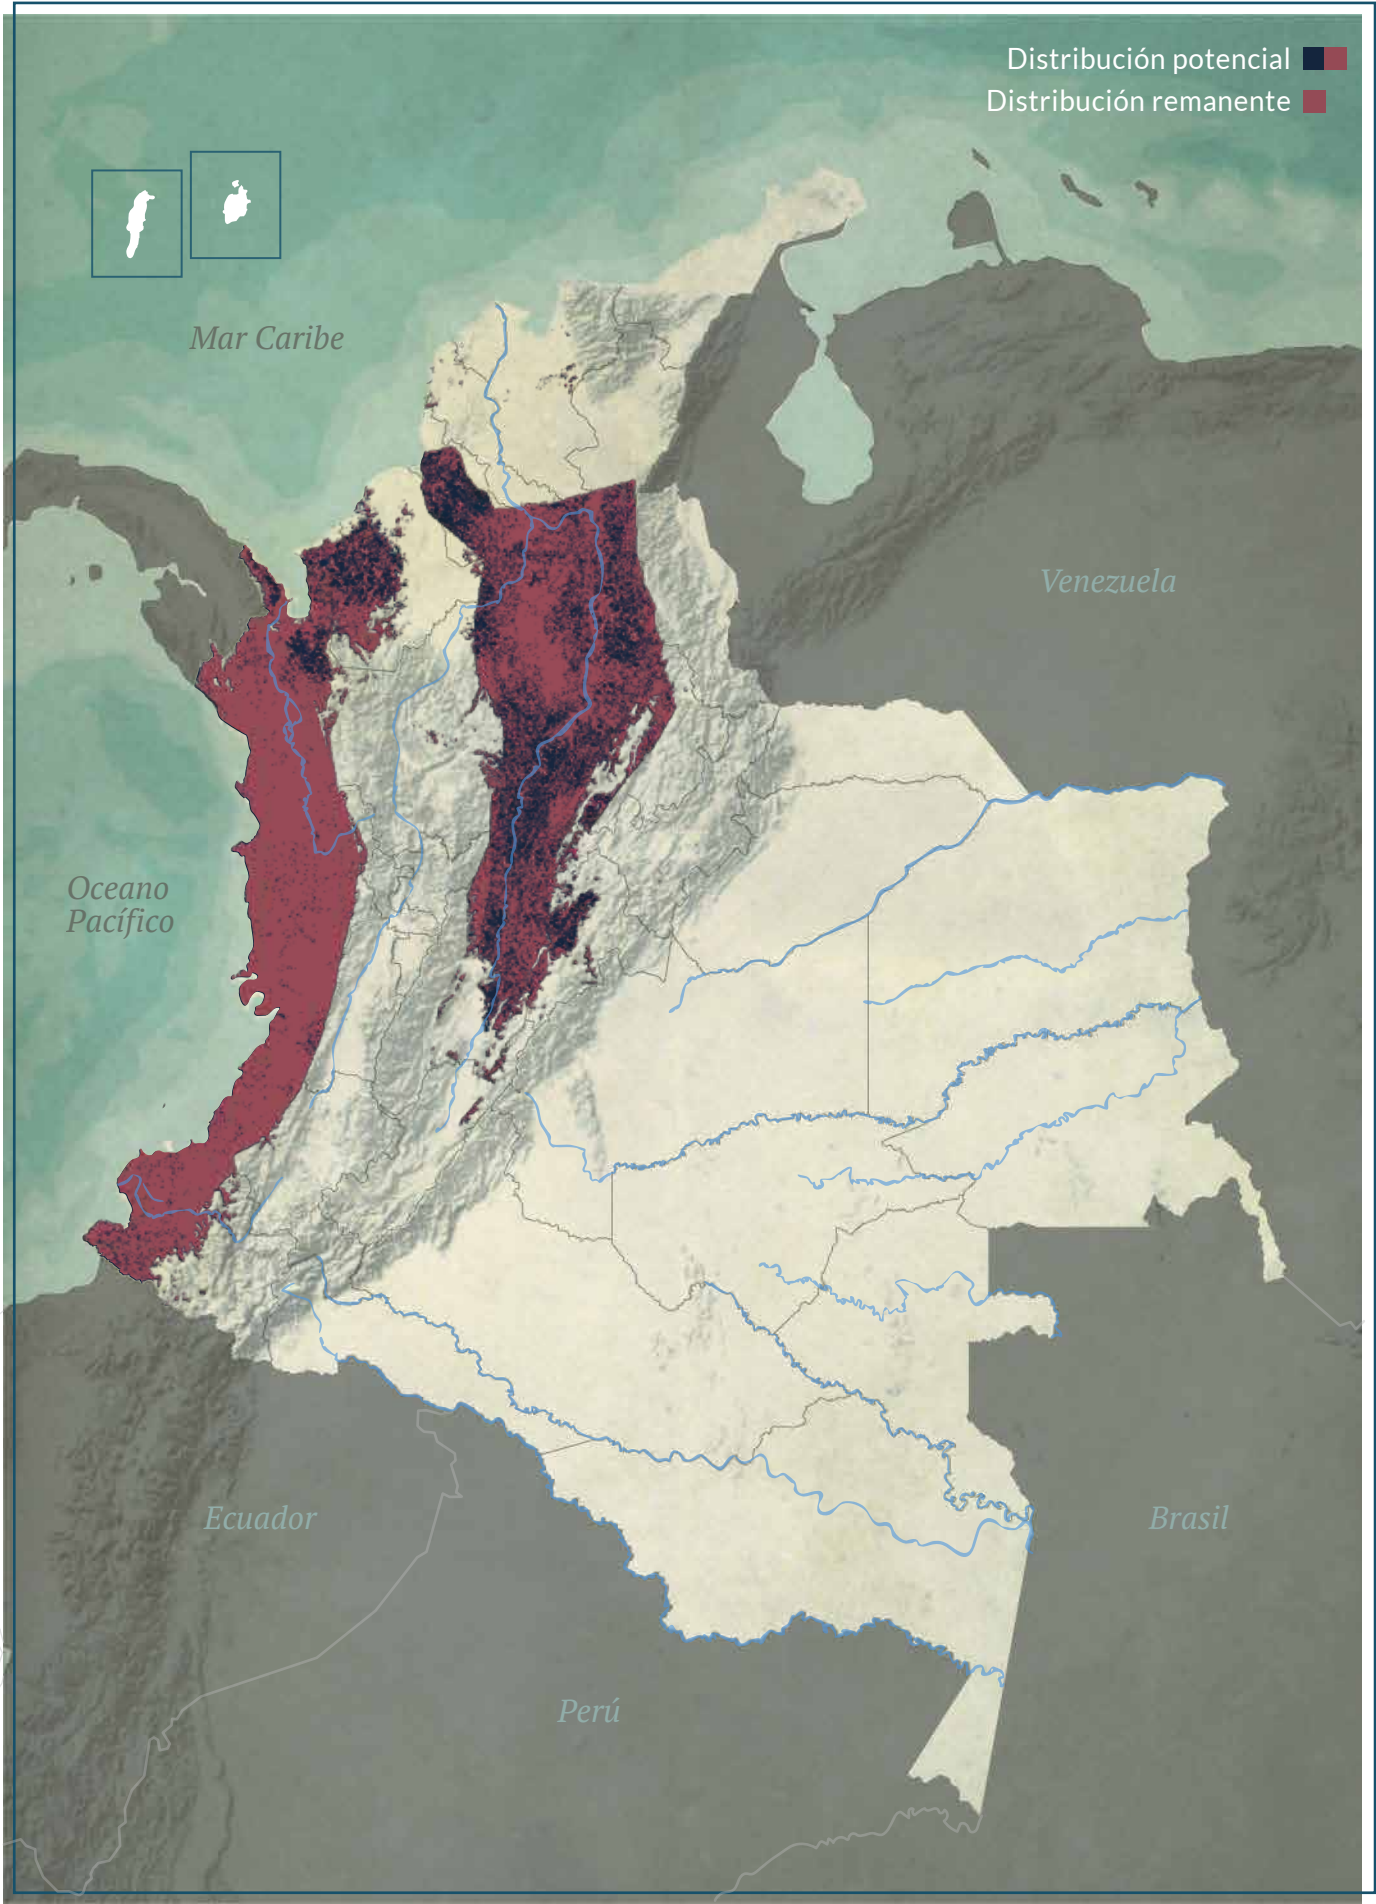 Distribución potencial
Distribución remanente
Mar Caribe
Venezuela
Oceano
Pacífico
Ecuador
Brasil
Perú